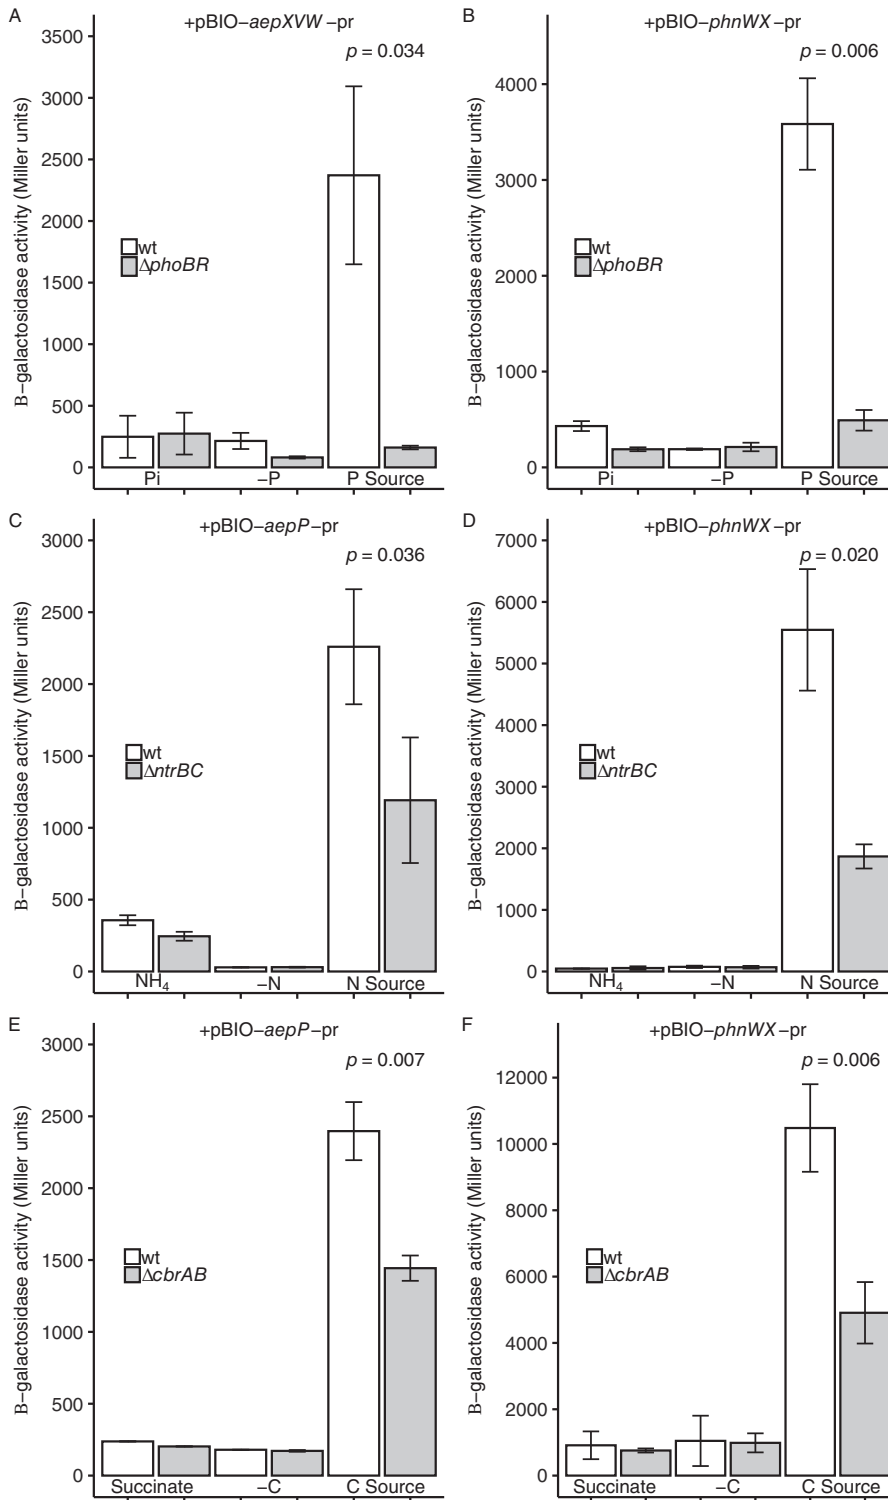 A
+pBIO–aepXVW–pr
p = 0.034
B–galactosidase activity (Miller units)
3500
3000
2500
2000
1500
1000
500
0
wt
ΔphoBR
Pi
–P
P Source
B
+pBIO–phnWX–pr
p = 0.006
B–galactosidase activity (Miller units)
4000
3000
2000
1000
0
wt
ΔphoBR
Pi
–P
P Source
C
+pBIO–aepP–pr
p = 0.036
B–galactosidase activity (Miller units)
3000
2500
2000
1500
1000
500
0
wt
ΔntrBC
NH₄
–N
N Source
D
+pBIO–phnWX–pr
p = 0.020
B–galactosidase activity (Miller units)
7000
6000
5000
4000
3000
2000
1000
0
wt
ΔntrBC
NH₄
–N
N Source
E
+pBIO–aepP–pr
p = 0.007
B–galactosidase activity (Miller units)
3000
2500
2000
1500
1000
500
0
wt
ΔcbrAB
Succinate
–C
C Source
F
+pBIO–phnWX–pr
p = 0.006
B–galactosidase activity (Miller units)
12000
10000
8000
6000
4000
2000
0
wt
ΔcbrAB
Succinate
–C
C Source